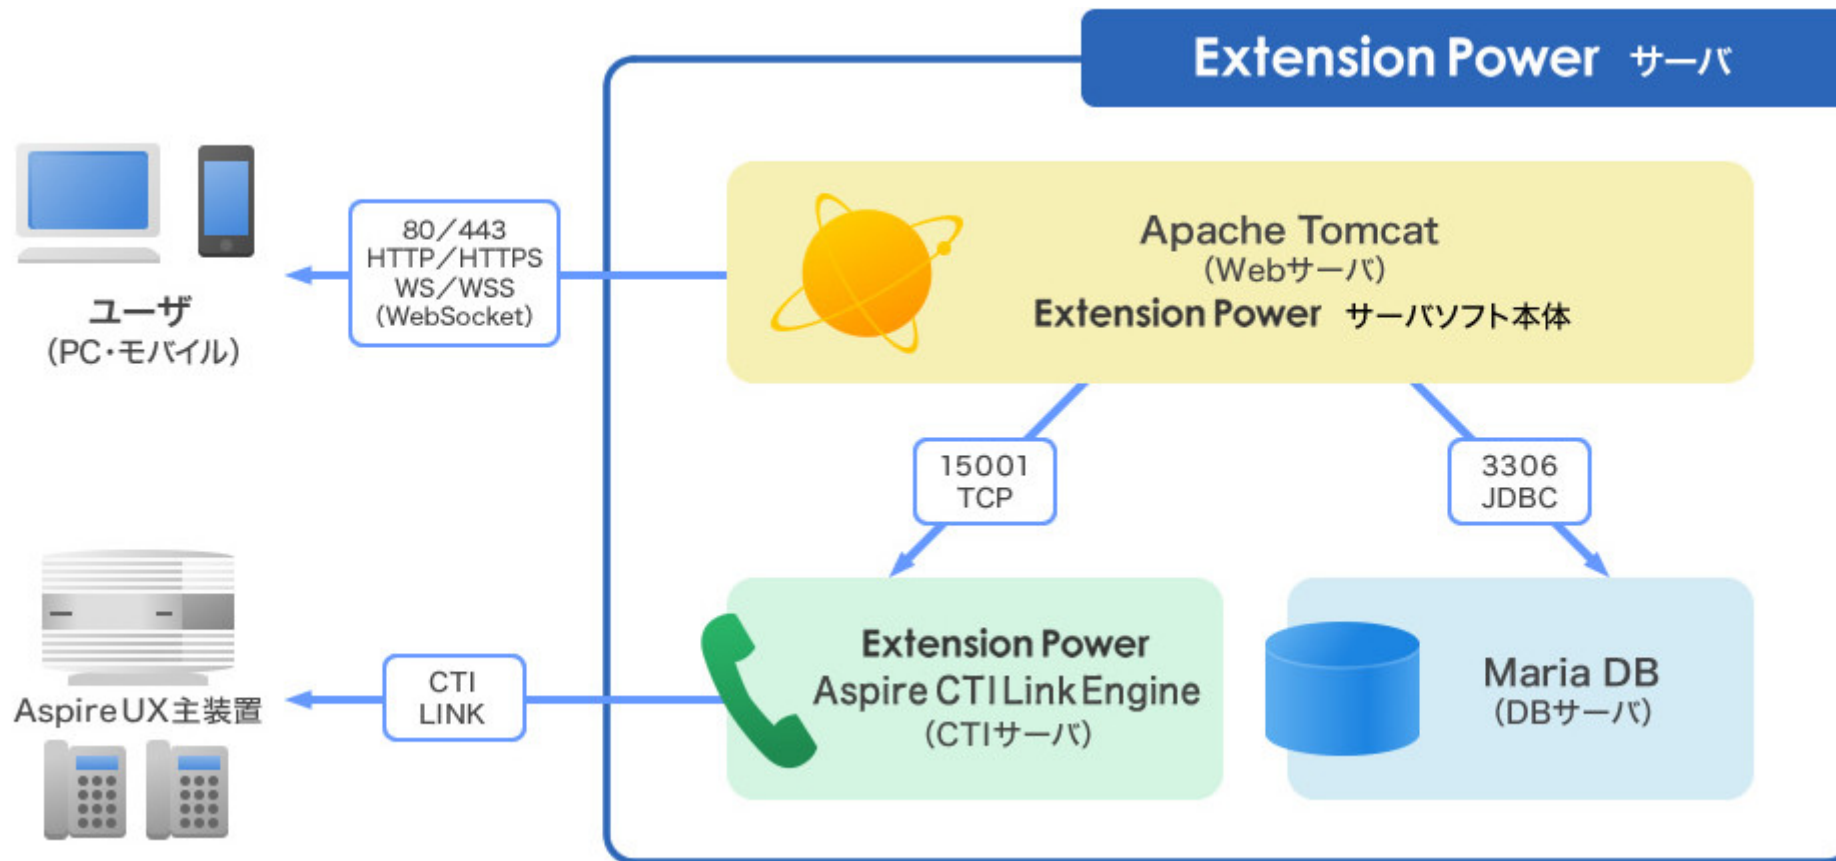 Extension Power サーバ
80／443
HTTP／HTTPS
WS／WSS
(WebSocket)
ユーザ
(PC・モバイル)
Apache Tomcat
(Webサーバ)
Extension Power サーバソフト本体
15001
TCP
3306
JDBC
Aspire UX主装置
CTI
LINK
Extension Power
Aspire CTI Link Engine
(CTIサーバ)
Maria DB
(DBサーバ)